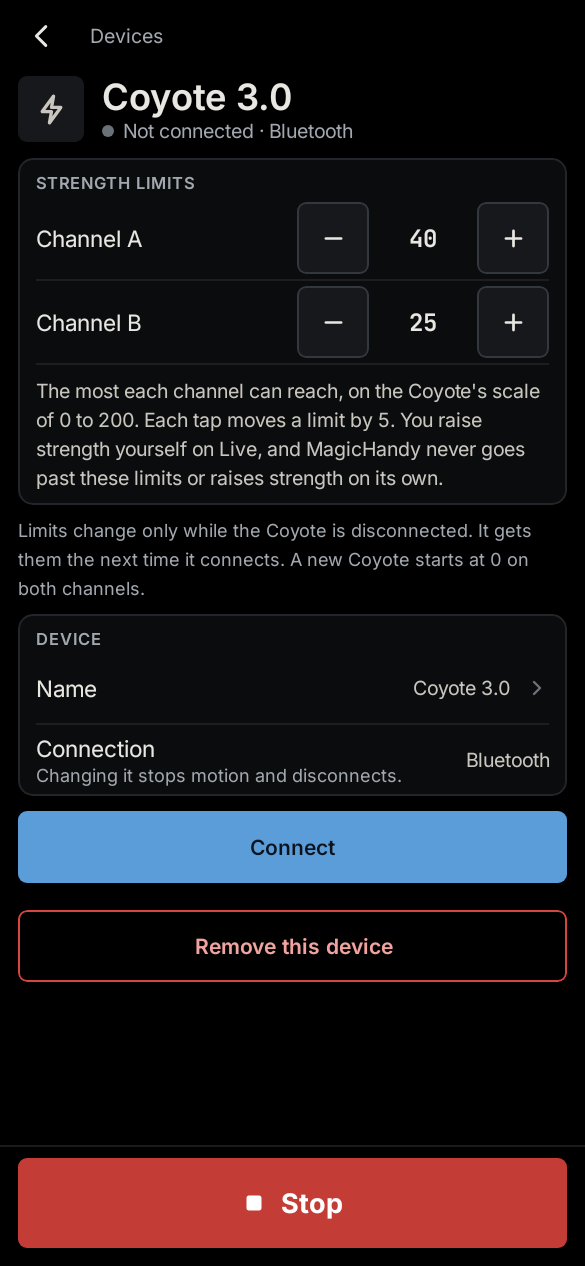 Devices
Coyote 3.0
Not connected · Bluetooth
STRENGTH LIMITS
Channel A
− 40 +
Channel B
− 25 +
The most each channel can reach, on the Coyote's scale
of 0 to 200. Each tap moves a limit by 5. You raise
strength yourself on Live, and MagicHandy never goes
past these limits or raises strength on its own.
Limits change only while the Coyote is disconnected. It gets
them the next time it connects. A new Coyote starts at 0 on
both channels.
DEVICE
Name
Coyote 3.0
Connection
Changing it stops motion and disconnects.
Bluetooth
Connect
Remove this device
Stop